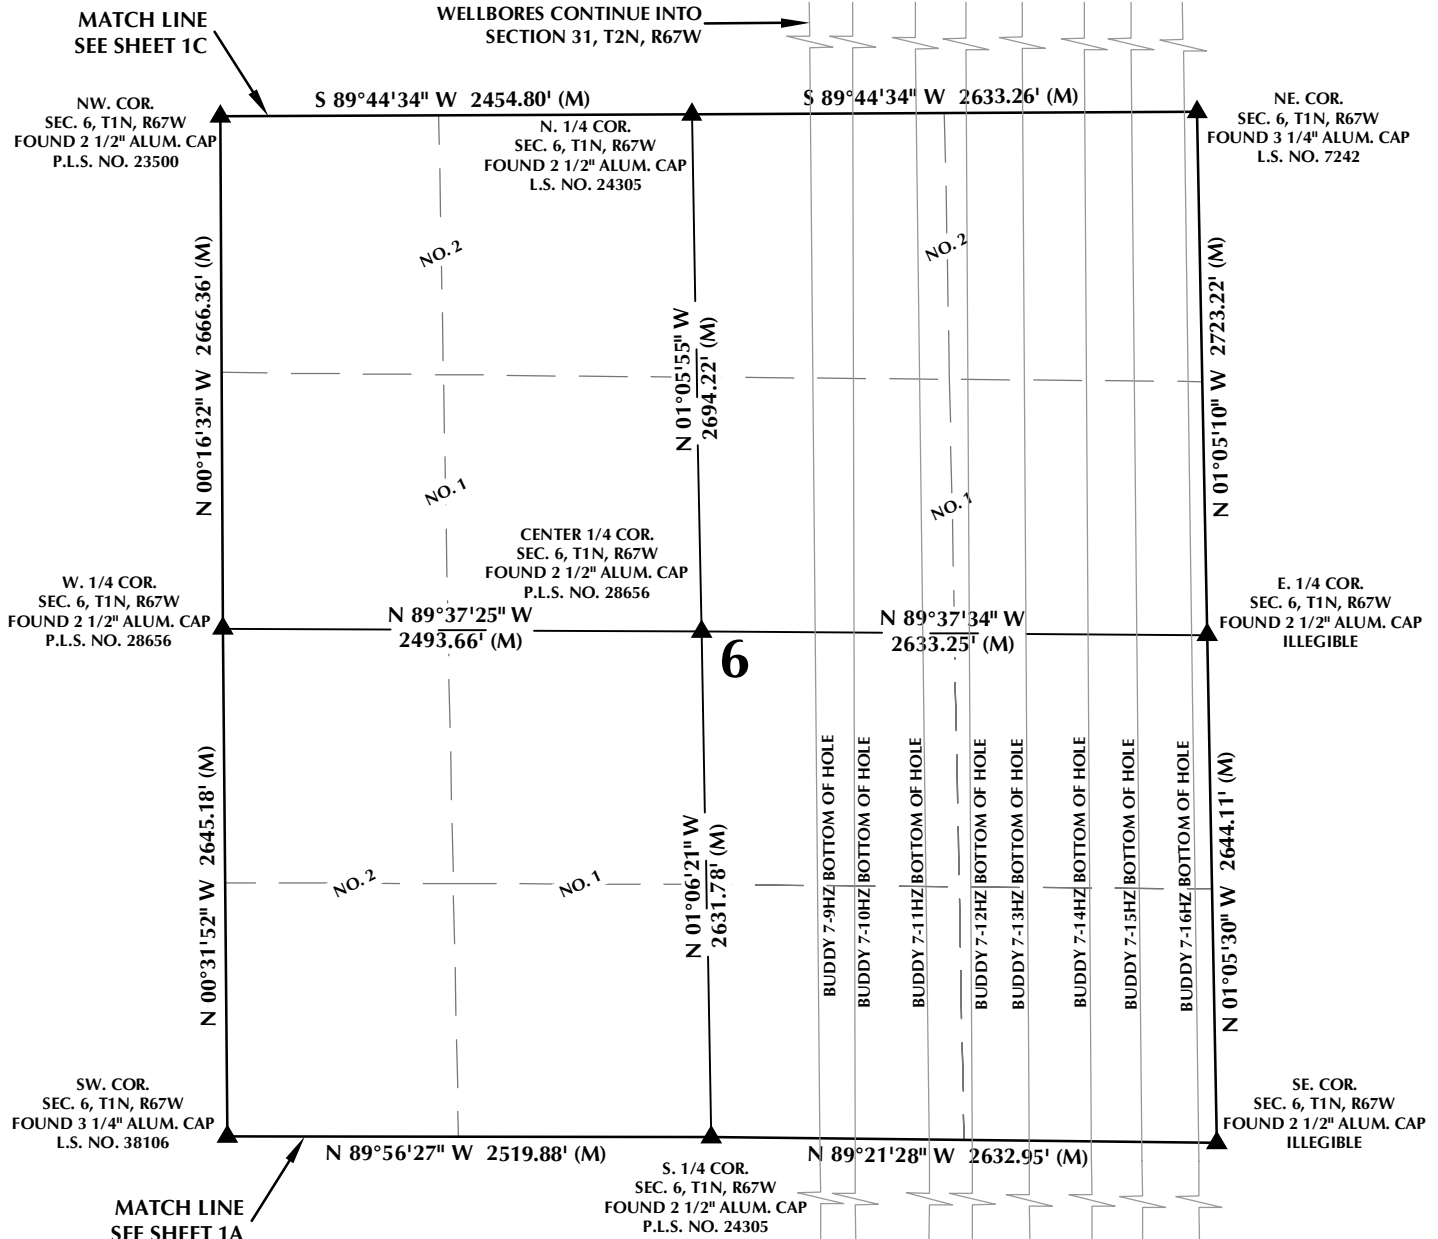 MATCH LINE
SEE SHEET 1C
WELLBORES CONTINUE INTO
SECTION 31, T2N, R67W
NW. COR.
SEC. 6, T1N, R67W
FOUND 2 1/2" ALUM. CAP
P.L.S. NO. 23500
S 89°44'34" W 2454.80' (M)
N. 1/4 COR.
SEC. 6, T1N, R67W
FOUND 2 1/2" ALUM. CAP
L.S. NO. 24305
S 89°44'34" W 2633.26' (M)
NE. COR.
SEC. 6, T1N, R67W
FOUND 3 1/4" ALUM. CAP
L.S. NO. 7242
N 00°16'32" W 2666.36' (M)
NO. 2
NO. 1
N 01°05'55" W
2694.22' (M)
NO. 2
NO. 1
N 01°05'10" W 2723.22' (M)
CENTER 1/4 COR.
SEC. 6, T1N, R67W
FOUND 2 1/2" ALUM. CAP
P.L.S. NO. 28656
W. 1/4 COR.
SEC. 6, T1N, R67W
FOUND 2 1/2" ALUM. CAP
P.L.S. NO. 28656
N 89°37'25" W
2493.66' (M)
6
N 89°37'34" W
2633.25' (M)
E. 1/4 COR.
SEC. 6, T1N, R67W
FOUND 2 1/2" ALUM. CAP
ILLEGIBLE
N 00°31'52" W 2645.18' (M)
NO. 2
NO. 1
N 01°06'21" W
2631.78' (M)
BUDDY 7-9HZ BOTTOM OF HOLE
BUDDY 7-10HZ BOTTOM OF HOLE
BUDDY 7-11HZ BOTTOM OF HOLE
BUDDY 7-12HZ BOTTOM OF HOLE
BUDDY 7-13HZ BOTTOM OF HOLE
BUDDY 7-14HZ BOTTOM OF HOLE
BUDDY 7-15HZ BOTTOM OF HOLE
BUDDY 7-16HZ BOTTOM OF HOLE
N 01°05'30" W 2644.11' (M)
SW. COR.
SEC. 6, T1N, R67W
FOUND 3 1/4" ALUM. CAP
L.S. NO. 38106
N 89°56'27" W 2519.88' (M)
S. 1/4 COR.
SEC. 6, T1N, R67W
FOUND 2 1/2" ALUM. CAP
P.L.S. NO. 24305
N 89°21'28" W 2632.95' (M)
SE. COR.
SEC. 6, T1N, R67W
FOUND 2 1/2" ALUM. CAP
ILLEGIBLE
MATCH LINE
SEE SHEET 1A